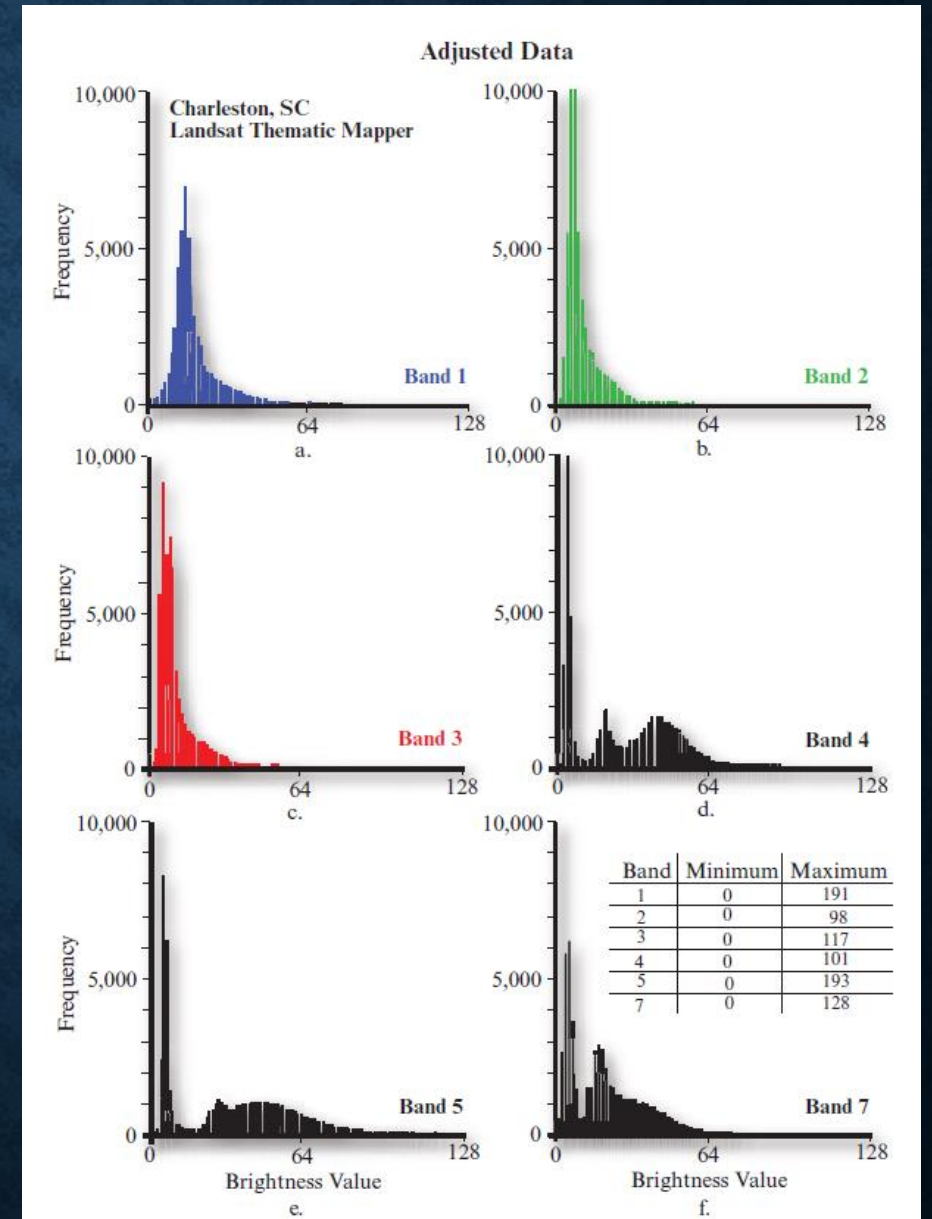 Adjusted Data
10,000
Charleston, SC
Landsat Thematic Mapper
Frequency
5,000
Band 1
0
0 64 128
a.
10,000
5,000
Band 2
0
0 64 128
b.
10,000
Frequency
5,000
Band 3
0
0 64 128
c.
10,000
5,000
Band 4
0
0 64 128
d.
10,000
Frequency
5,000
Band 5
0
0 64 128
Brightness Value
e.
10,000
Band Minimum Maximum
1 0 191
2 0 98
3 0 117
4 0 101
5 0 193
7 0 128
5,000
Band 7
0
0 64 128
Brightness Value
f.